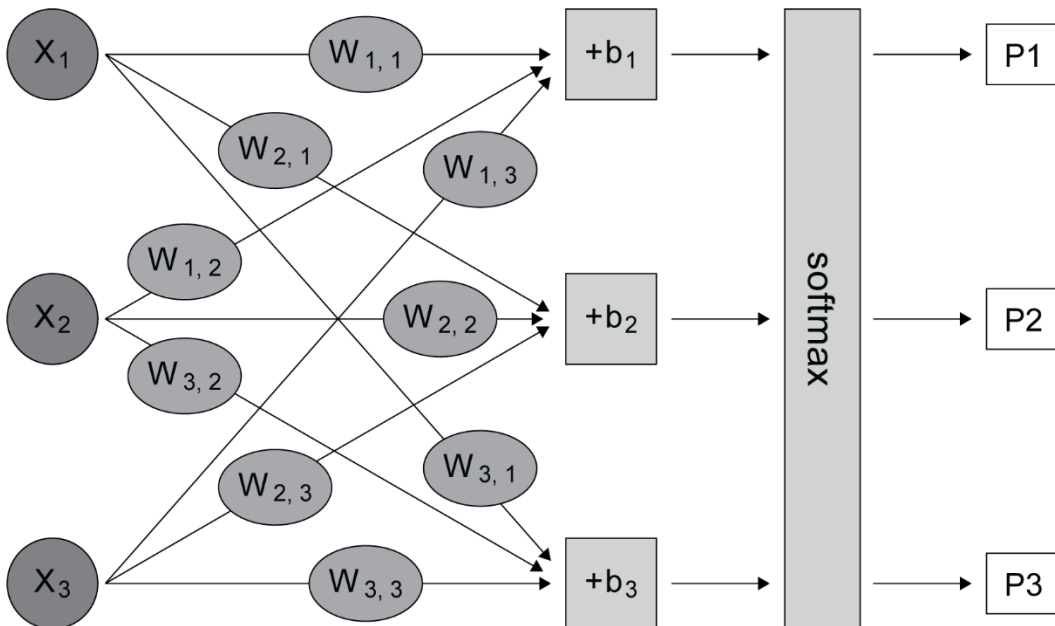 X₁
W₁, ₁
+b₁
P1
W₂, ₁
W₁, ₃
W₁, ₂
X₂
W₂, ₂
+b₂
softmax
P2
W₃, ₂
W₂, ₃
W₃, ₁
X₃
W₃, ₃
+b₃
P3